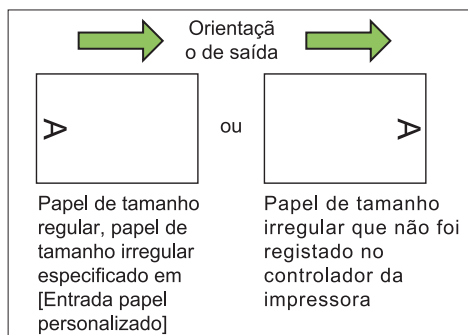 Orientaçã
o de saída
A
ou
A
Papel de tamanho
regular, papel de
tamanho irregular
especificado em
[Entrada papel
personalizado]
Papel de tamanho
irregular que não foi
registado no
controlador da
impressora